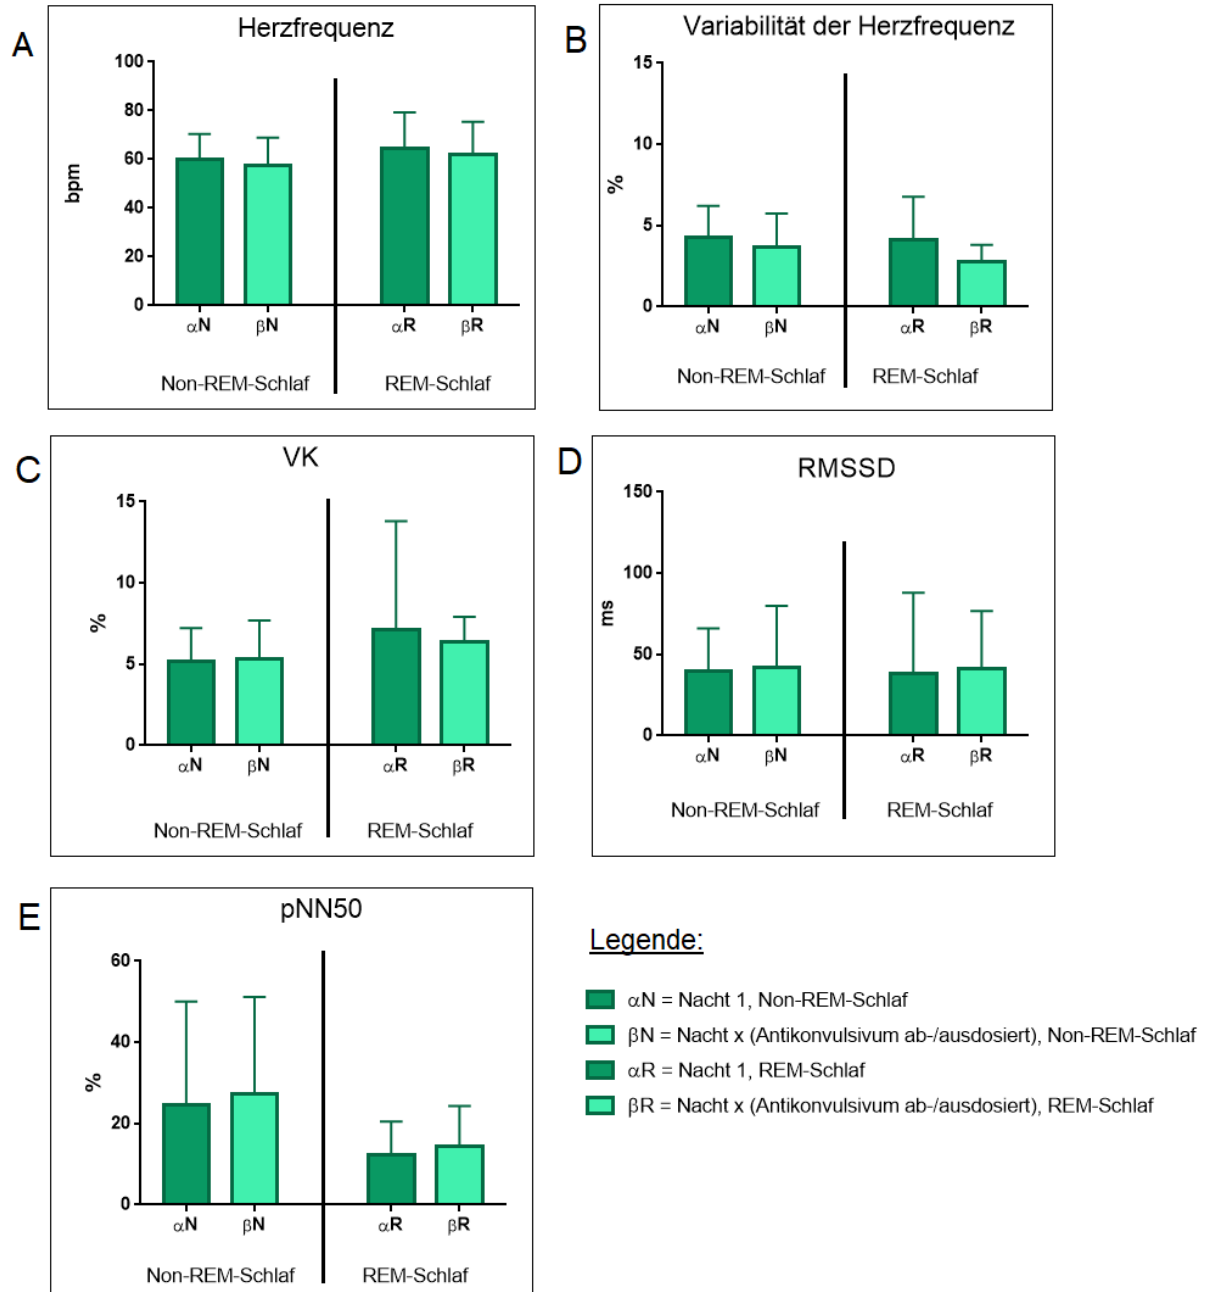 A
Herzfrequenz
100
80
60
40
20
0
bpm
αN βN αR βR
Non-REM-Schlaf REM-Schlaf
B
Variabilität der Herzfrequenz
15
10
5
0
%
αN βN αR βR
Non-REM-Schlaf REM-Schlaf
C
VK
15
10
5
0
%
αN βN αR βR
Non-REM-Schlaf REM-Schlaf
D
RMSSD
150
100
50
0
ms
αN βN αR βR
Non-REM-Schlaf REM-Schlaf
E
pNN50
60
40
20
0
%
αN βN αR βR
Non-REM-Schlaf REM-Schlaf
Legende:
αN = Nacht 1, Non-REM-Schlaf
βN = Nacht x (Antikonvulsivum ab-/ausdosiert), Non-REM-Schlaf
αR = Nacht 1, REM-Schlaf
βR = Nacht x (Antikonvulsivum ab-/ausdosiert), REM-Schlaf